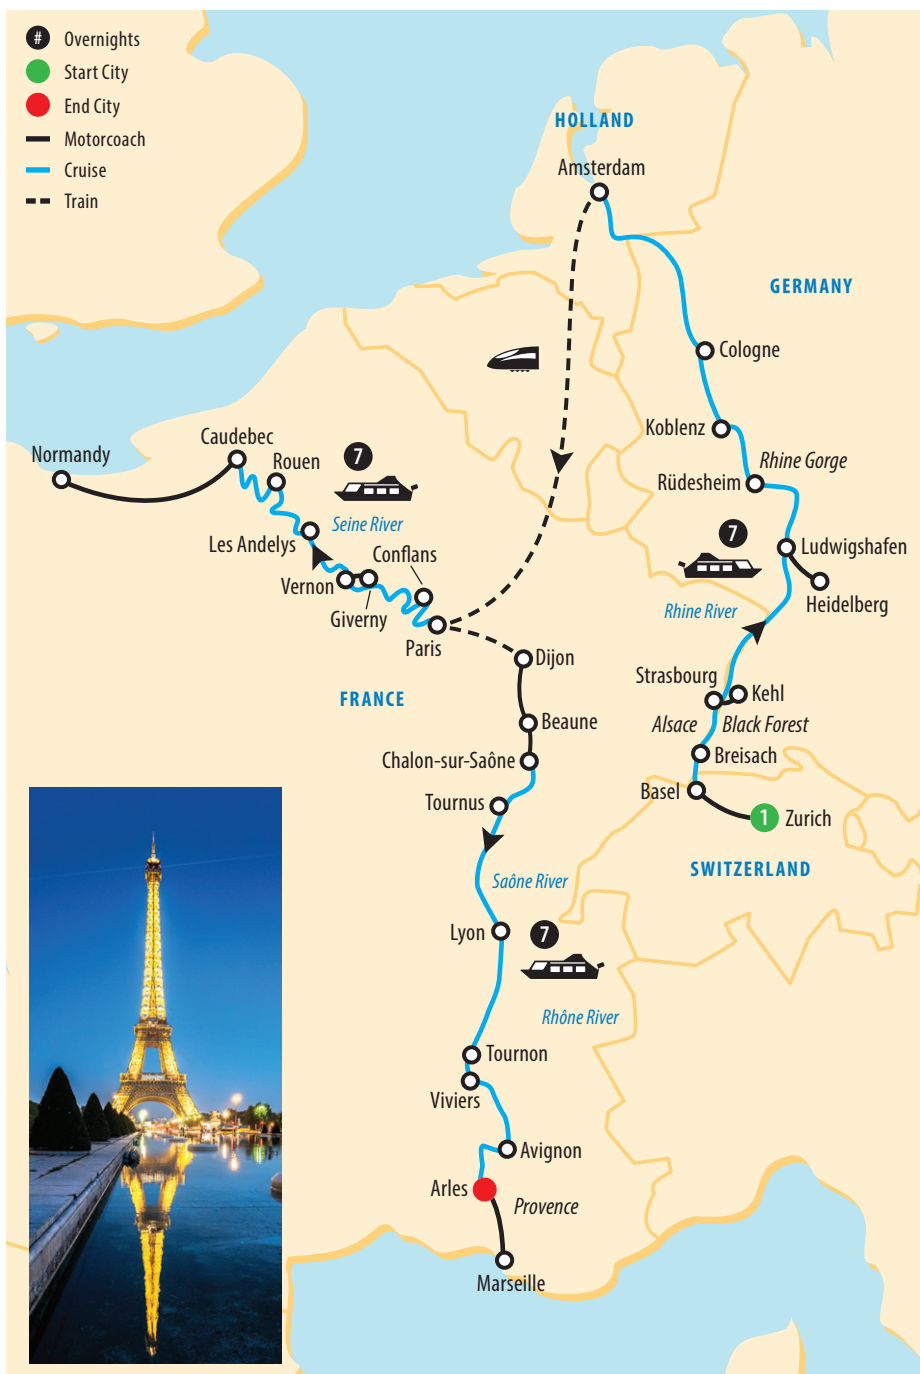 # Overnights
Start City
End City
Motorcoach
Cruise
Train
HOLLAND
Amsterdam
GERMANY
Cologne
Koblenz
Rhine Gorge
Rüdesheim
Normandy
Caudebec
Rouen
7
Seine River
Les Andelys
Conflans
Vernon
Giverny
Paris
7
Ludwigshafen
Heidelberg
Rhine River
Dijon
Strasbourg
Kehl
FRANCE
Beaune
Alsace
Black Forest
Chalon-sur-Saône
Breisach
Tournus
Basel
1 Zurich
SWITZERLAND
Saône River
Lyon
7
Rhône River
Tournon
Viviers
Avignon
Arles
Provence
Marseille